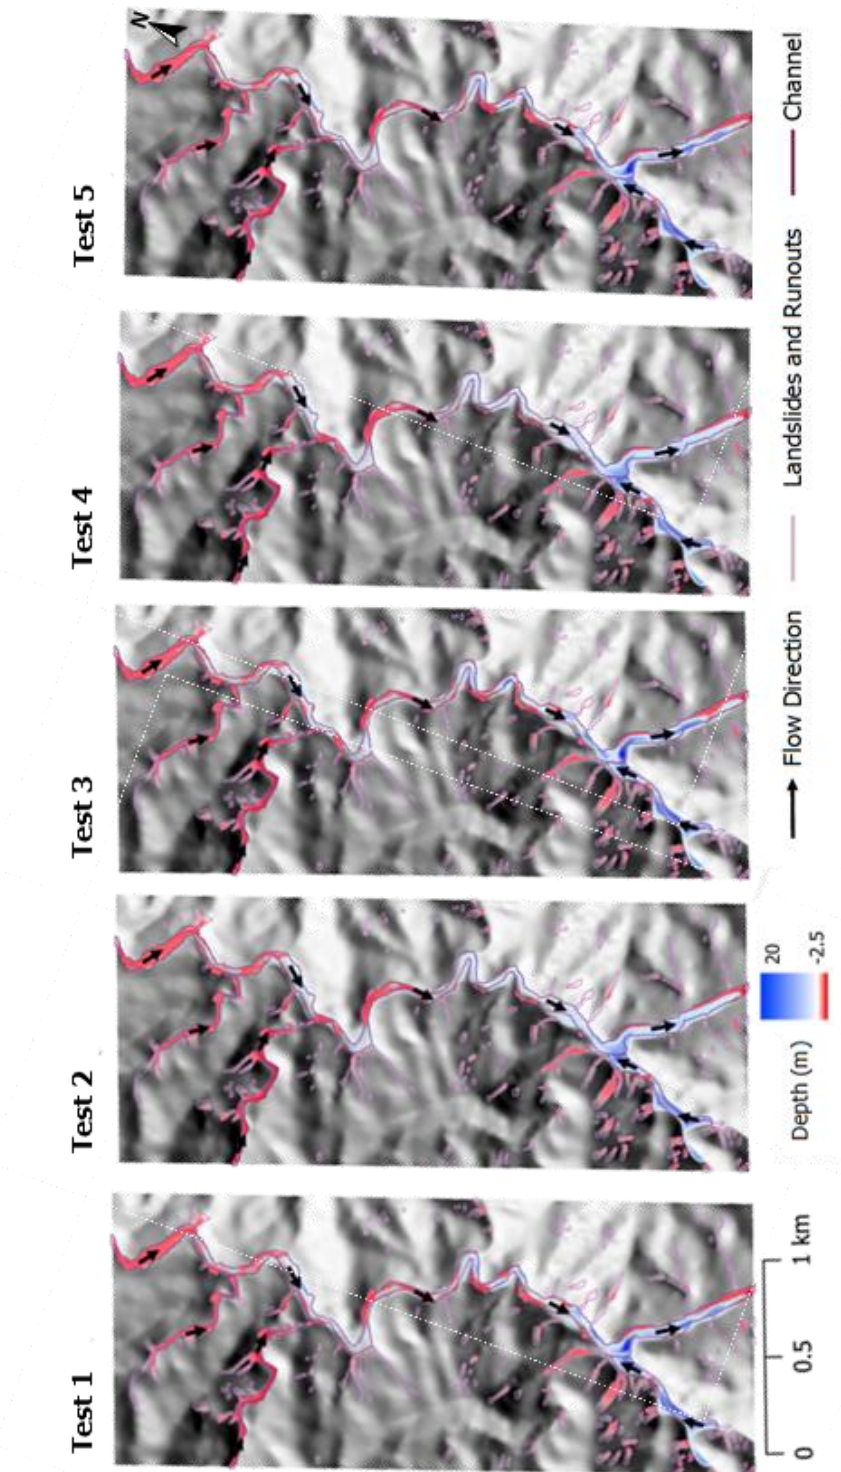 Test 1
Test 2
Test 3
Test 4
Test 5
N
0
0.5
1 km
Depth (m)
20
-2.5
Flow Direction
Landslides and Runouts
Channel